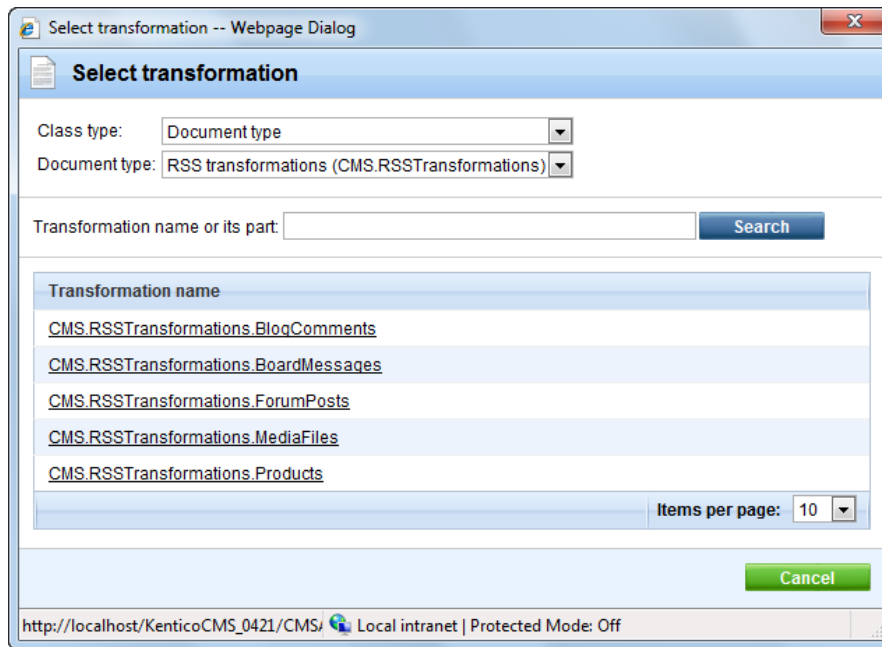 Select transformation -- Webpage Dialog
Select transformation
Class type: Document type
Document type: RSS transformations (CMS.RSSTransformations)
Transformation name or its part: Search
Transformation name
CMS.RSSTransformations.BlogComments
CMS.RSSTransformations.BoardMessages
CMS.RSSTransformations.ForumPosts
CMS.RSSTransformations.MediaFiles
CMS.RSSTransformations.Products
Items per page: 10
Cancel
http://localhost/KenticoCMS_0421/CMS Local intranet | Protected Mode: Off